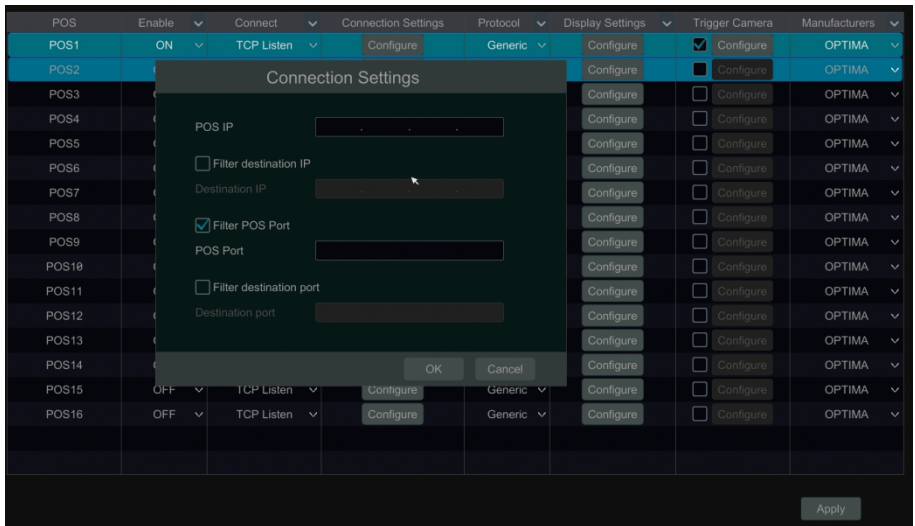 POS Enable Connect Connection Settings Protocol Display Settings Trigger Camera Manufacturers
POS1 ON TCP Listen Configure Generic Configure Configure OPTIMA
POS2 Configure Configure OPTIMA
Connection Settings
POS3 Configure Configure OPTIMA
POS4 Configure Configure OPTIMA
POS IP . . .
POS5 Configure Configure OPTIMA
POS6 Configure Configure OPTIMA
Filter destination IP
POS7 Configure Configure OPTIMA
Destination IP . . .
POS8 Configure Configure OPTIMA
Filter POS Port
POS9 Configure Configure OPTIMA
POS Port
POS10 Configure Configure OPTIMA
POS11 Configure Configure OPTIMA
Filter destination port
POS12 Configure Configure OPTIMA
Destination port
POS13 Configure Configure OPTIMA
POS14 Configure Configure OPTIMA
OK Cancel
POS15 OFF TCP Listen Configure Generic Configure Configure OPTIMA
POS16 OFF TCP Listen Configure Generic Configure Configure OPTIMA
Apply